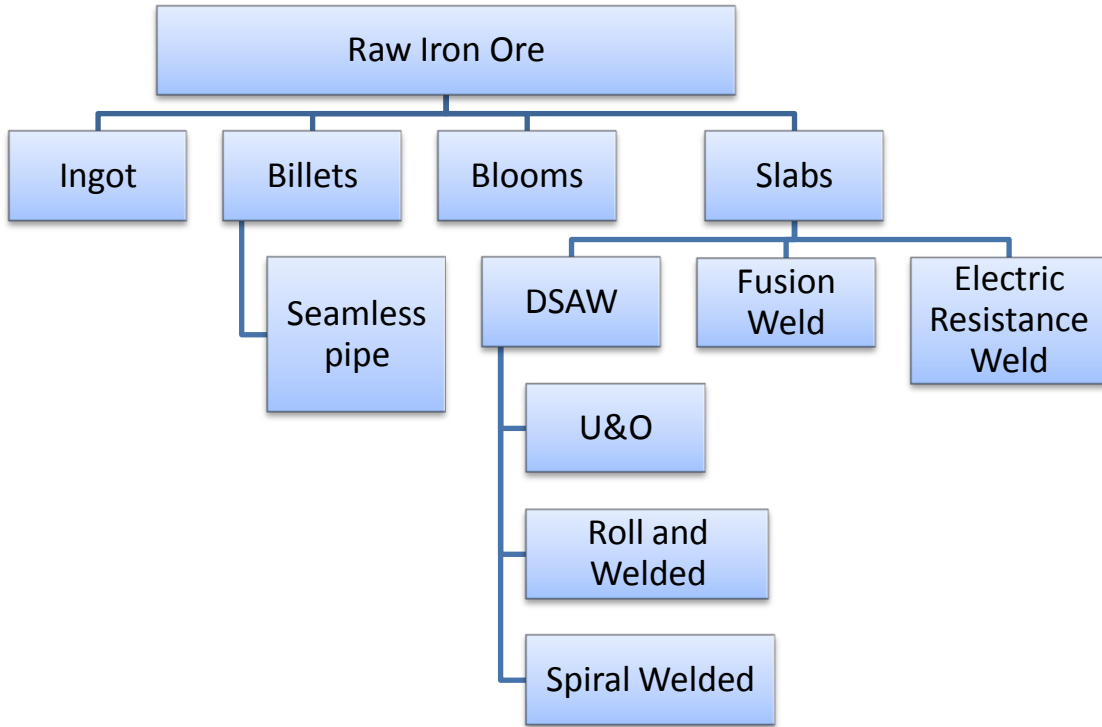 Raw Iron Ore
Ingot
Billets
Blooms
Slabs
Seamless
pipe
DSAW
Fusion
Weld
Electric
Resistance
Weld
U&O
Roll and
Welded
Spiral Welded